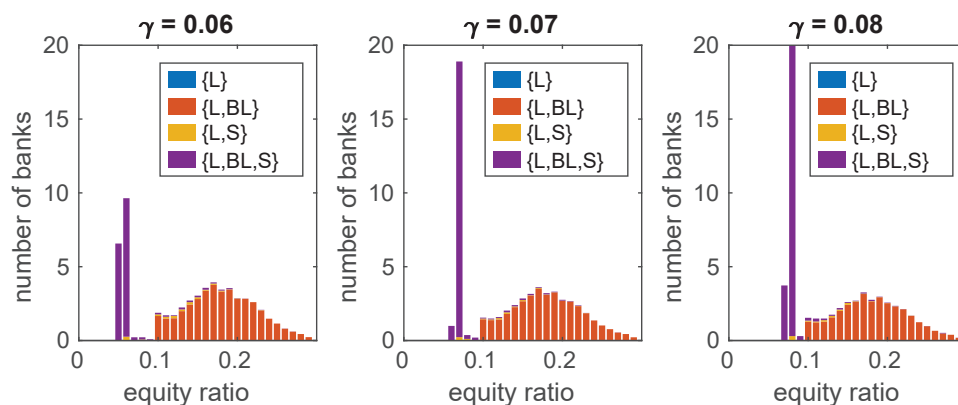 γ = 0.06
number of banks
20
15
10
5
0
{L}
{L,BL}
{L,S}
{L,BL,S}
0 0.1 0.2
equity ratio
γ = 0.07
number of banks
20
15
10
5
0
{L}
{L,BL}
{L,S}
{L,BL,S}
0 0.1 0.2
equity ratio
γ = 0.08
number of banks
20
15
10
5
0
{L}
{L,BL}
{L,S}
{L,BL,S}
0 0.1 0.2
equity ratio